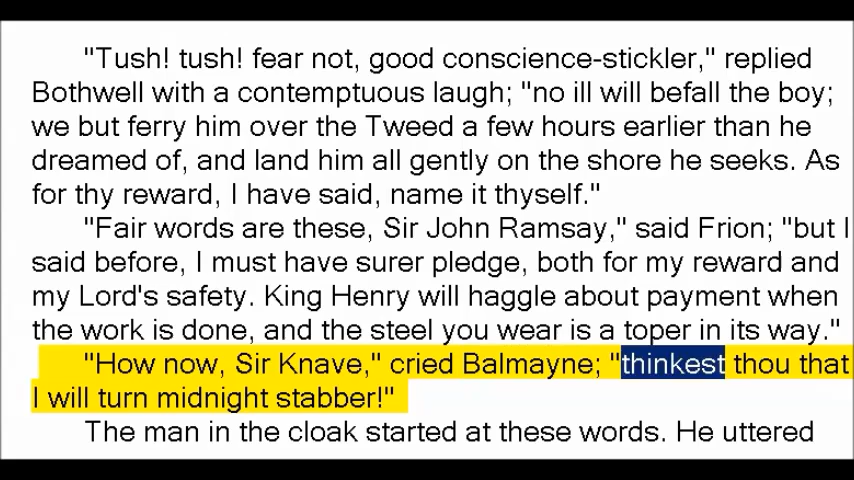 "Tush! tush! fear not, good conscience-stickler," replied
Bothwell with a contemptuous laugh; "no ill will befall the boy;
we but ferry him over the Tweed a few hours earlier than he
dreamed of, and land him all gently on the shore he seeks. As
for thy reward, I have said, name it thyself."
"Fair words are these, Sir John Ramsay," said Frion; "but I
said before, I must have surer pledge, both for my reward and
my Lord's safety. King Henry will haggle about payment when
the work is done, and the steel you wear is a toper in its way."
"How now, Sir Knave," cried Balmayne; "thinkest thou that
I will turn midnight stabber!"
The man in the cloak started at these words. He uttered